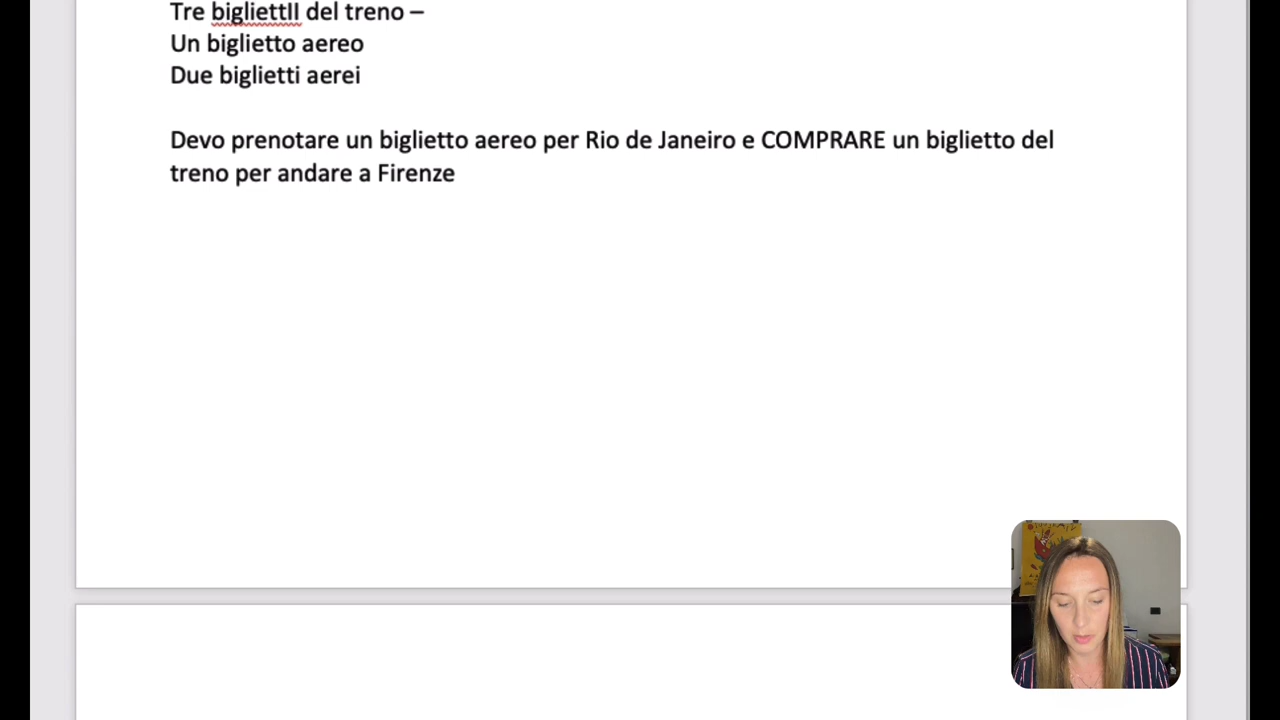 Tre bigliettII del treno –
Un biglietto aereo
Due biglietti aerei
Devo prenotare un biglietto aereo per Rio de Janeiro e COMPRARE un biglietto del
treno per andare a Firenze